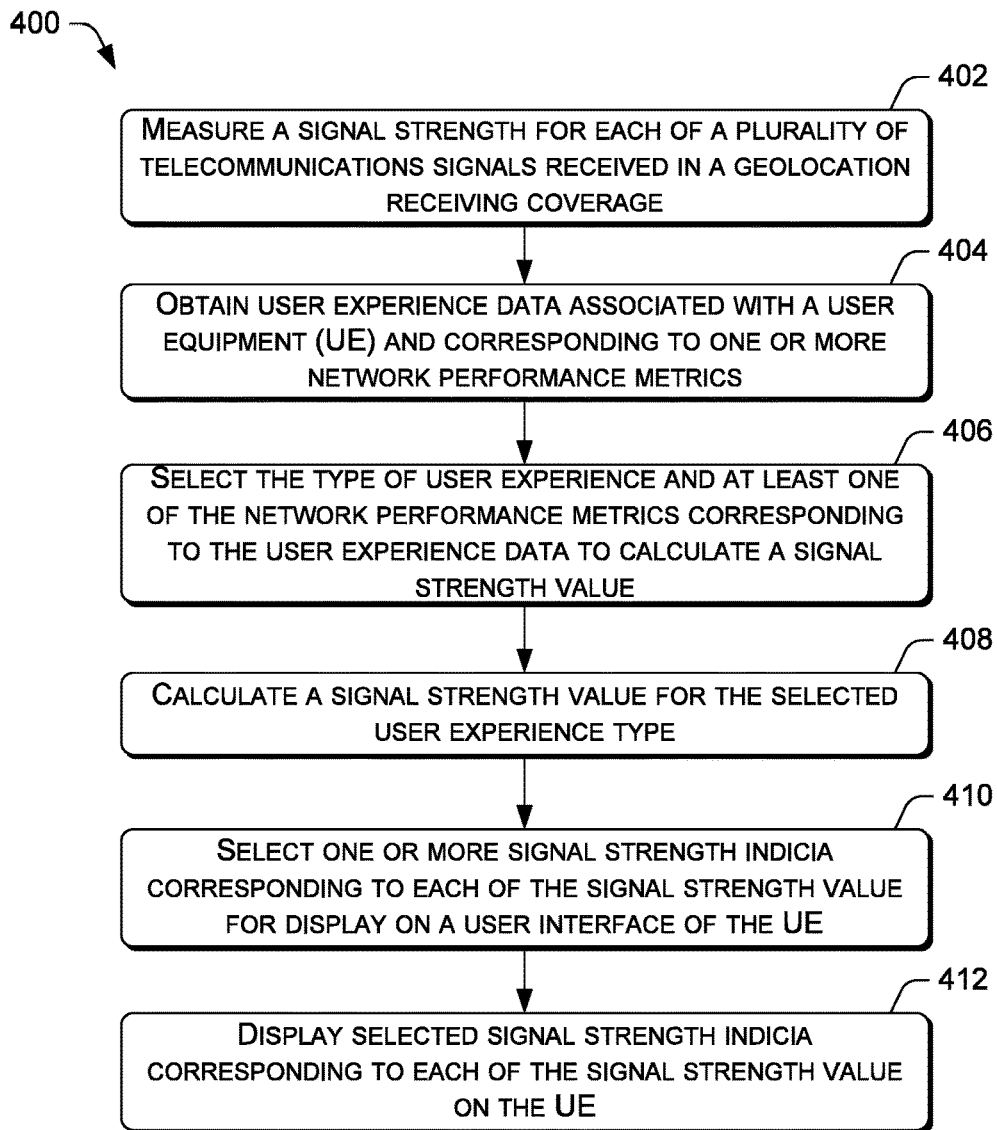 400
402
MEASURE A SIGNAL STRENGTH FOR EACH OF A PLURALITY OF
TELECOMMUNICATIONS SIGNALS RECEIVED IN A GEOLOCATION
RECEIVING COVERAGE
404
OBTAIN USER EXPERIENCE DATA ASSOCIATED WITH A USER
EQUIPMENT (UE) AND CORRESPONDING TO ONE OR MORE
NETWORK PERFORMANCE METRICS
406
SELECT THE TYPE OF USER EXPERIENCE AND AT LEAST ONE
OF THE NETWORK PERFORMANCE METRICS CORRESPONDING
TO THE USER EXPERIENCE DATA TO CALCULATE A SIGNAL
STRENGTH VALUE
408
CALCULATE A SIGNAL STRENGTH VALUE FOR THE SELECTED
USER EXPERIENCE TYPE
410
SELECT ONE OR MORE SIGNAL STRENGTH INDICIA
CORRESPONDING TO EACH OF THE SIGNAL STRENGTH VALUE
FOR DISPLAY ON A USER INTERFACE OF THE UE
412
DISPLAY SELECTED SIGNAL STRENGTH INDICIA
CORRESPONDING TO EACH OF THE SIGNAL STRENGTH VALUE
ON THE UE